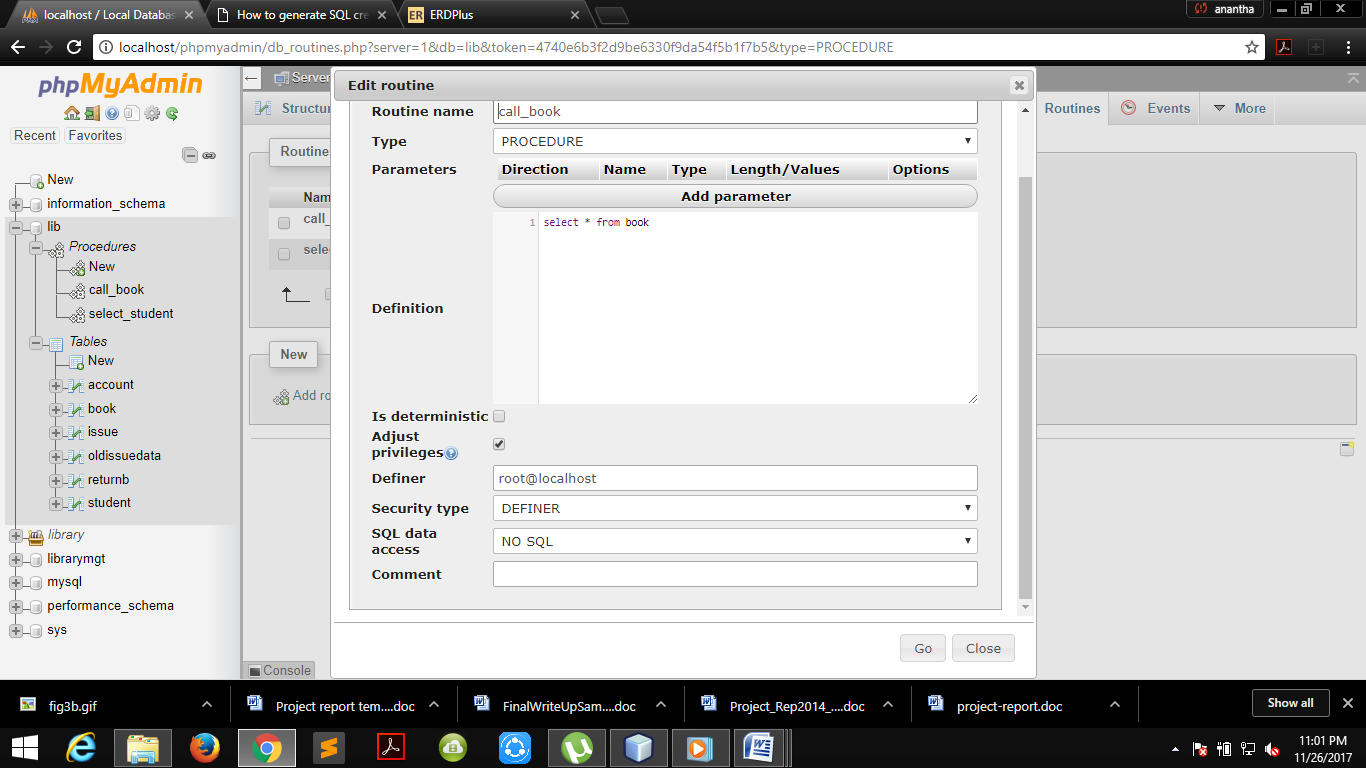 localhost / Local Databas
How to generate SQL cre
ER ERDPlus
anantha
localhost/phpmyadmin/db_routines.php?server=1&db=lib&token=4740e6b3f2d9be6330f9da54f5b1f7b5&type=PROCEDURE
phpMyAdmin
Recent Favorites
New
information_schema
lib
Procedures
New
call_book
select_student
Tables
New
account
book
issue
oldissuedata
returnb
student
library
librarymgt
mysql
performance_schema
sys
Server
Structu
Routines
Events
More
Routine
Nam
call_
selec
New
Add ro
Console
Edit routine
Routine name call_book
Type PROCEDURE
Parameters Direction Name Type Length/Values Options
Add parameter
Definition
1 select * from book
Is deterministic
Adjust
privileges
Definer root@localhost
Security type DEFINER
SQL data
access NO SQL
Comment
Go Close
fig3b.gif
Project report tem....doc
FinalWriteUpSam....doc
Project_Rep2014_....doc
project-report.doc
Show all
11:01 PM
11/26/2017